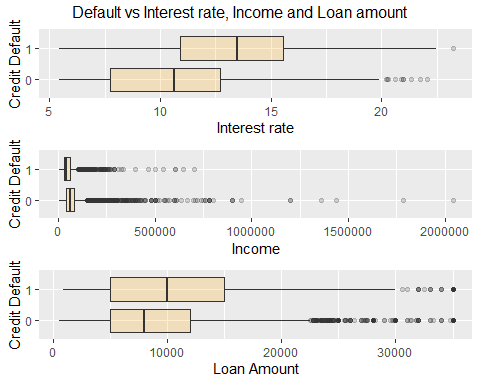 Default vs Interest rate, Income and Loan amount
Credit Default
1
0
5
10
15
20
Interest rate
Credit Default
1
0
0
500000
1000000
1500000
2000000
Income
Credit Default
1
0
0
10000
20000
30000
Loan Amount